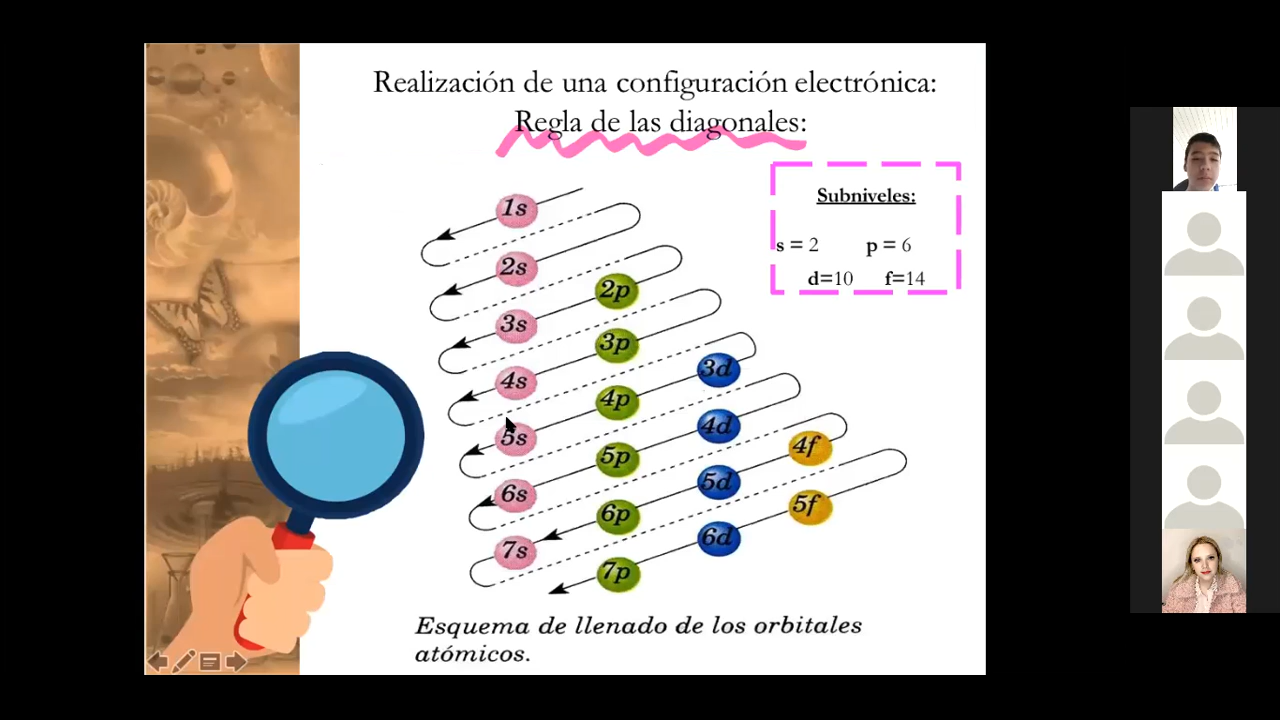 Realización de una configuración electrónica:
Regla de las diagonales:
Subniveles:
s = 2 p = 6
d=10 f=14
1s
2s
2p
3s
3p
3d
4s
4p
4d
4f
5s
5p
5d
5f
6s
6p
6d
7s
7p
Esquema de llenado de los orbitales
atómicos.